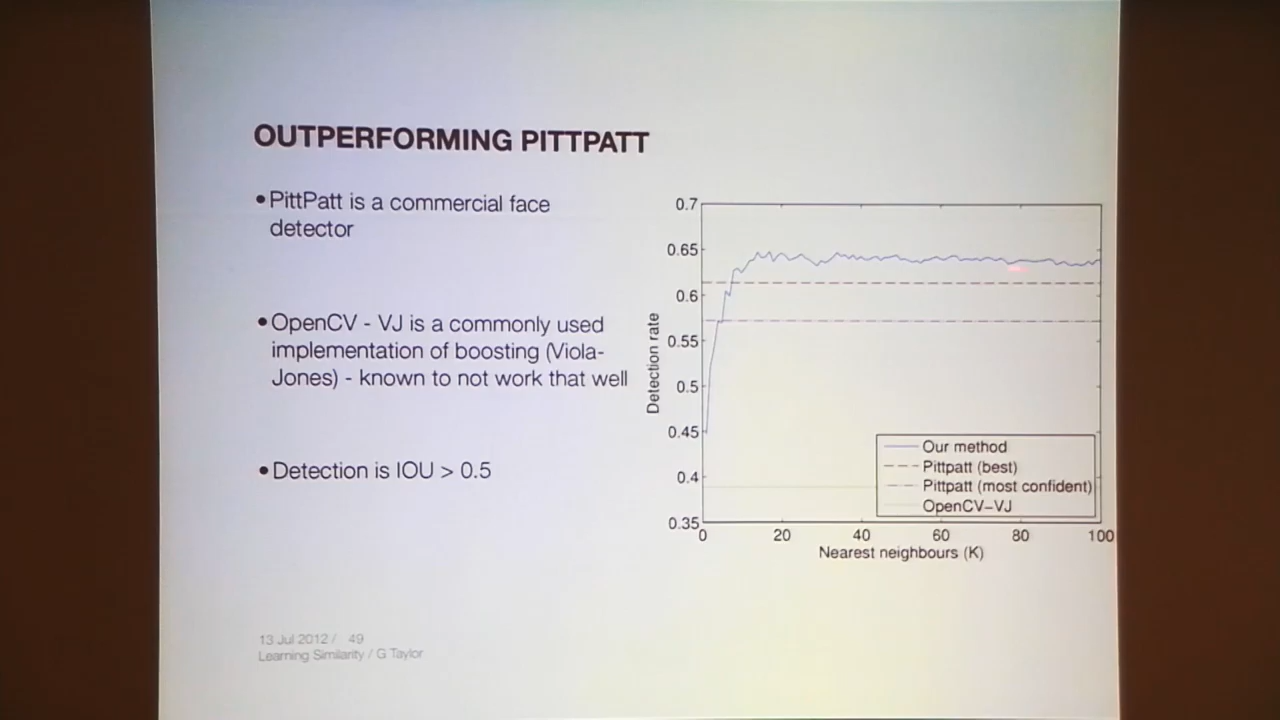 OUTPERFORMING PITTPATT
•PittPatt is a commercial face
detector
•OpenCV - VJ is a commonly used
implementation of boosting (Viola-
Jones) - known to not work that well
•Detection is IOU > 0.5
0.7
0.65
0.6
0.55
0.5
0.45
0.4
0.35
Detection rate
Our method
Pittpatt (best)
Pittpatt (most confident)
OpenCV-VJ
0 20 40 60 80 100
Nearest neighbours (K)
13 Jul 2012 / 49
Learning Similarity / G Taylor